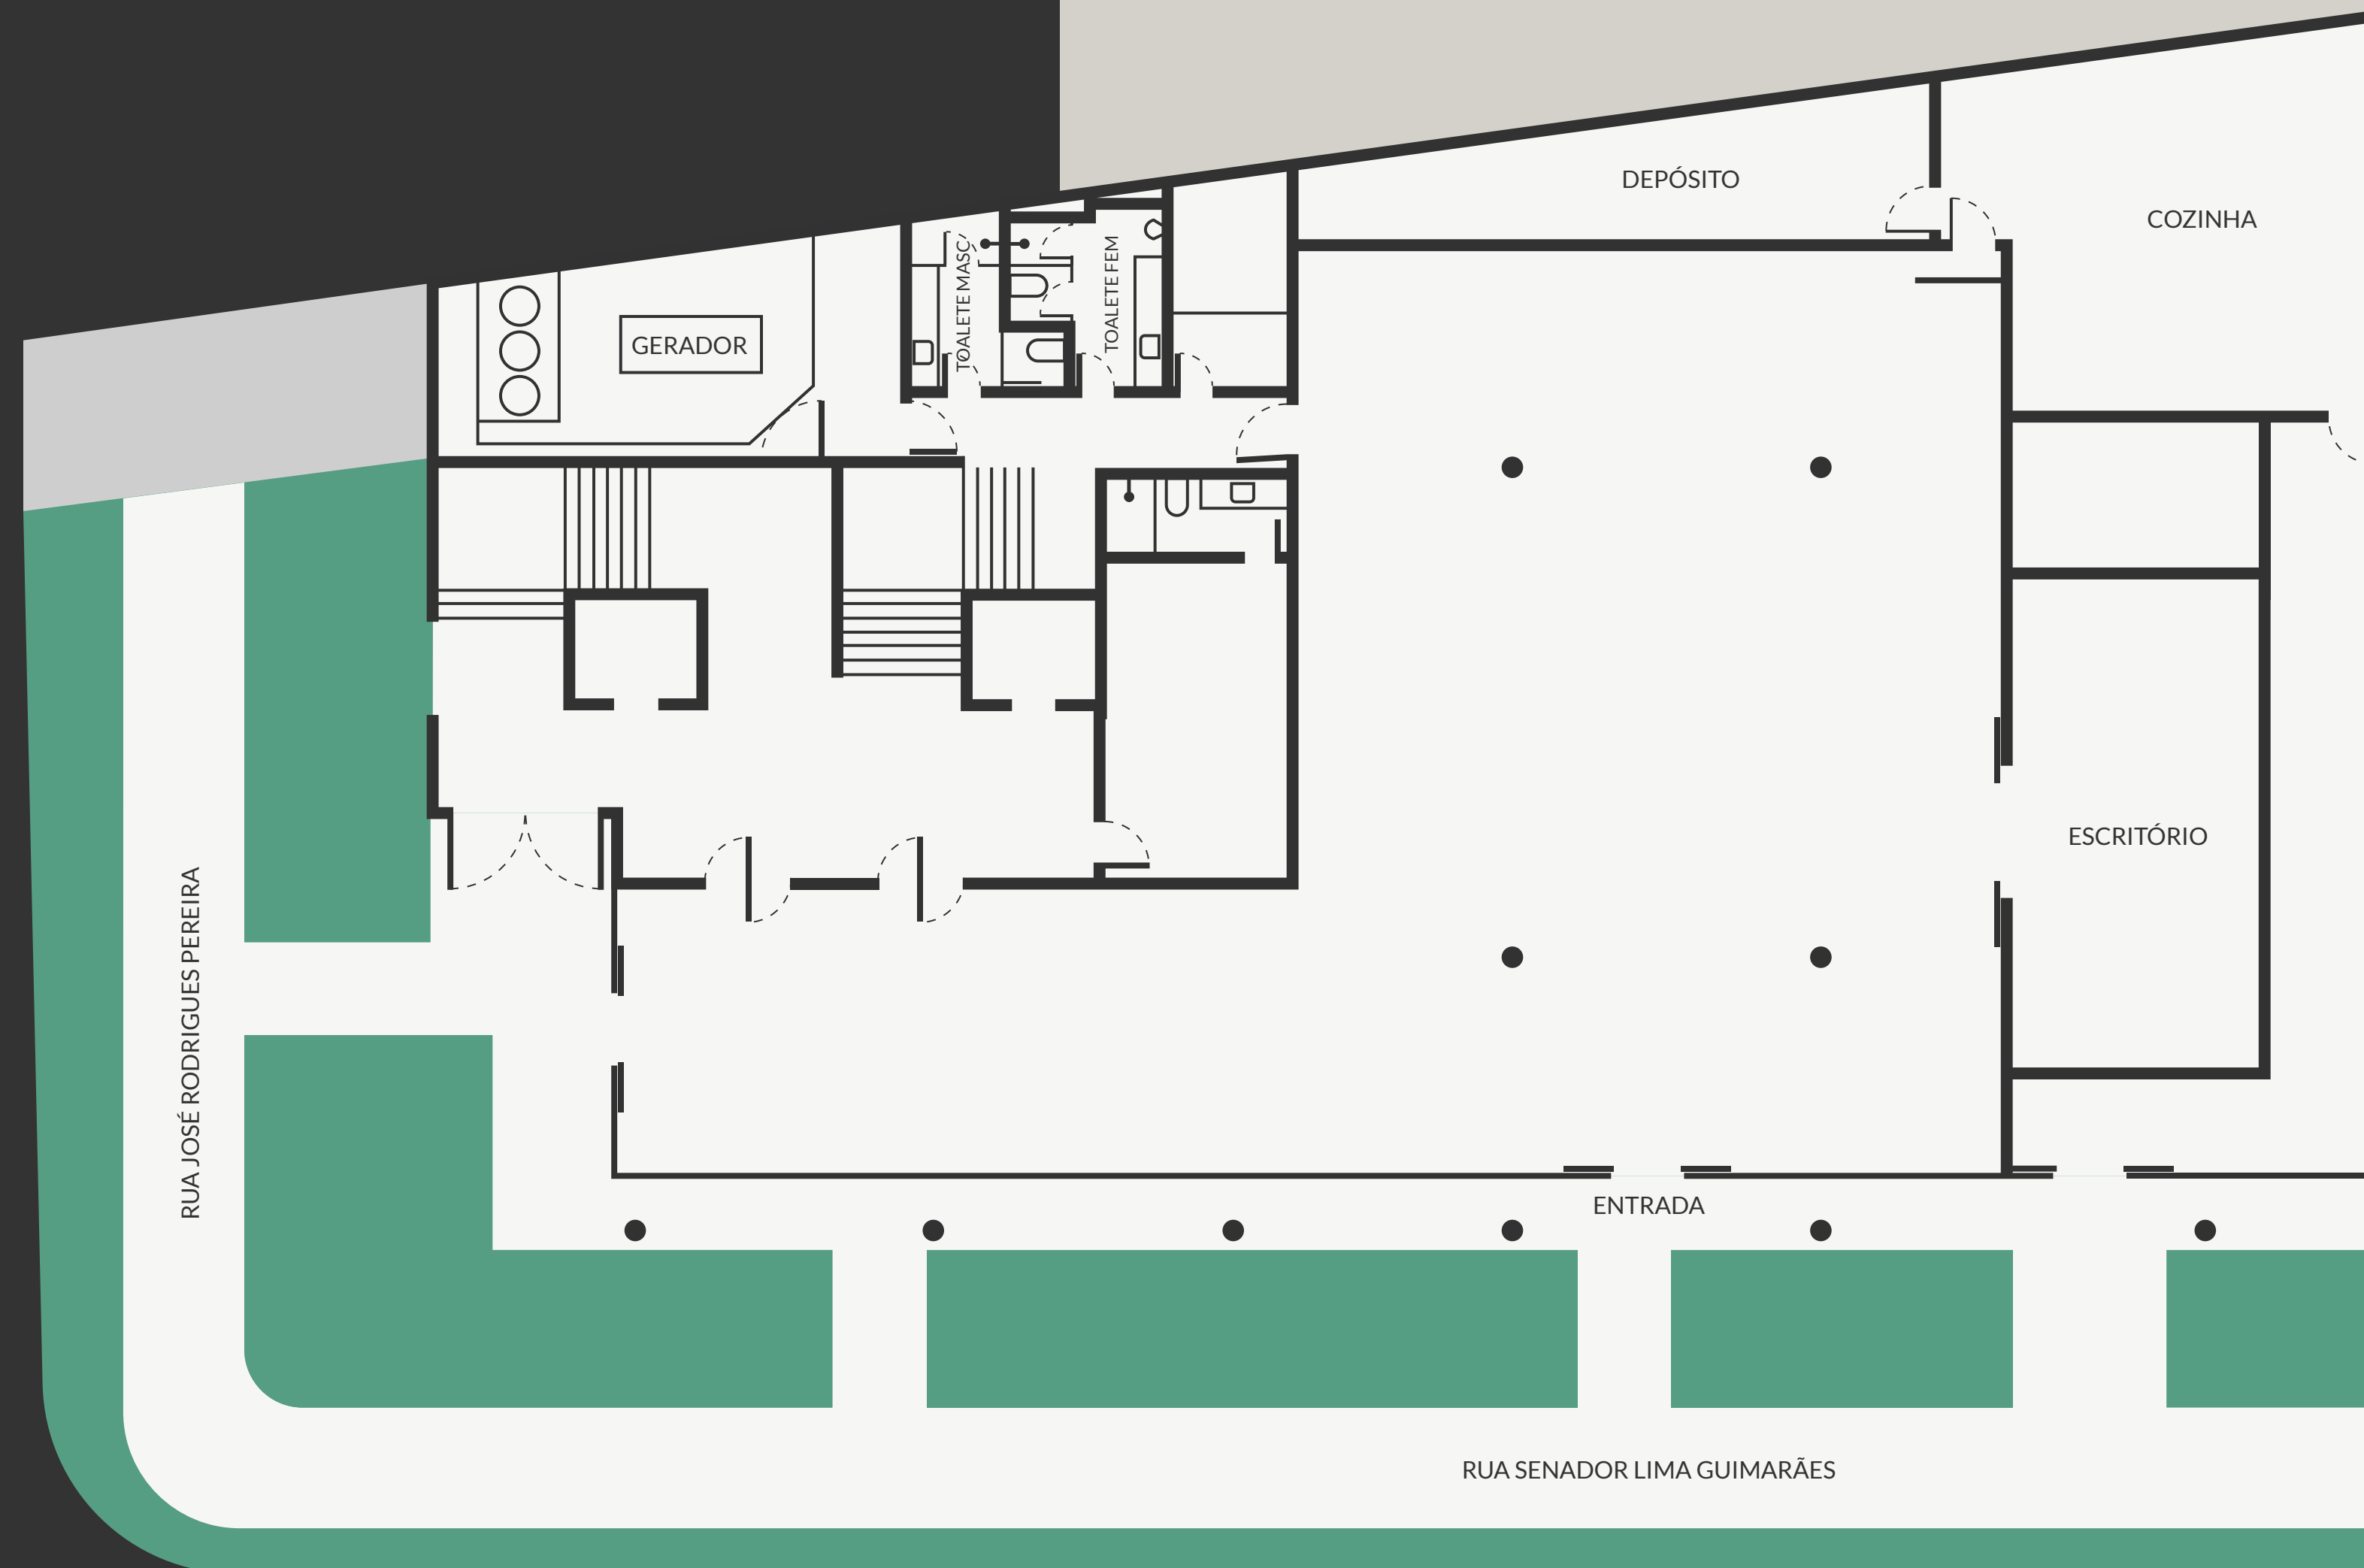 DEPÓSITO
COZINHA
GERADOR
TOALETE MASC
TOALETE FEM
ESCRITÓRIO
RUA JOSÉ RODRIGUES PEREIRA
ENTRADA
RUA SENADOR LIMA GUIMARÃES